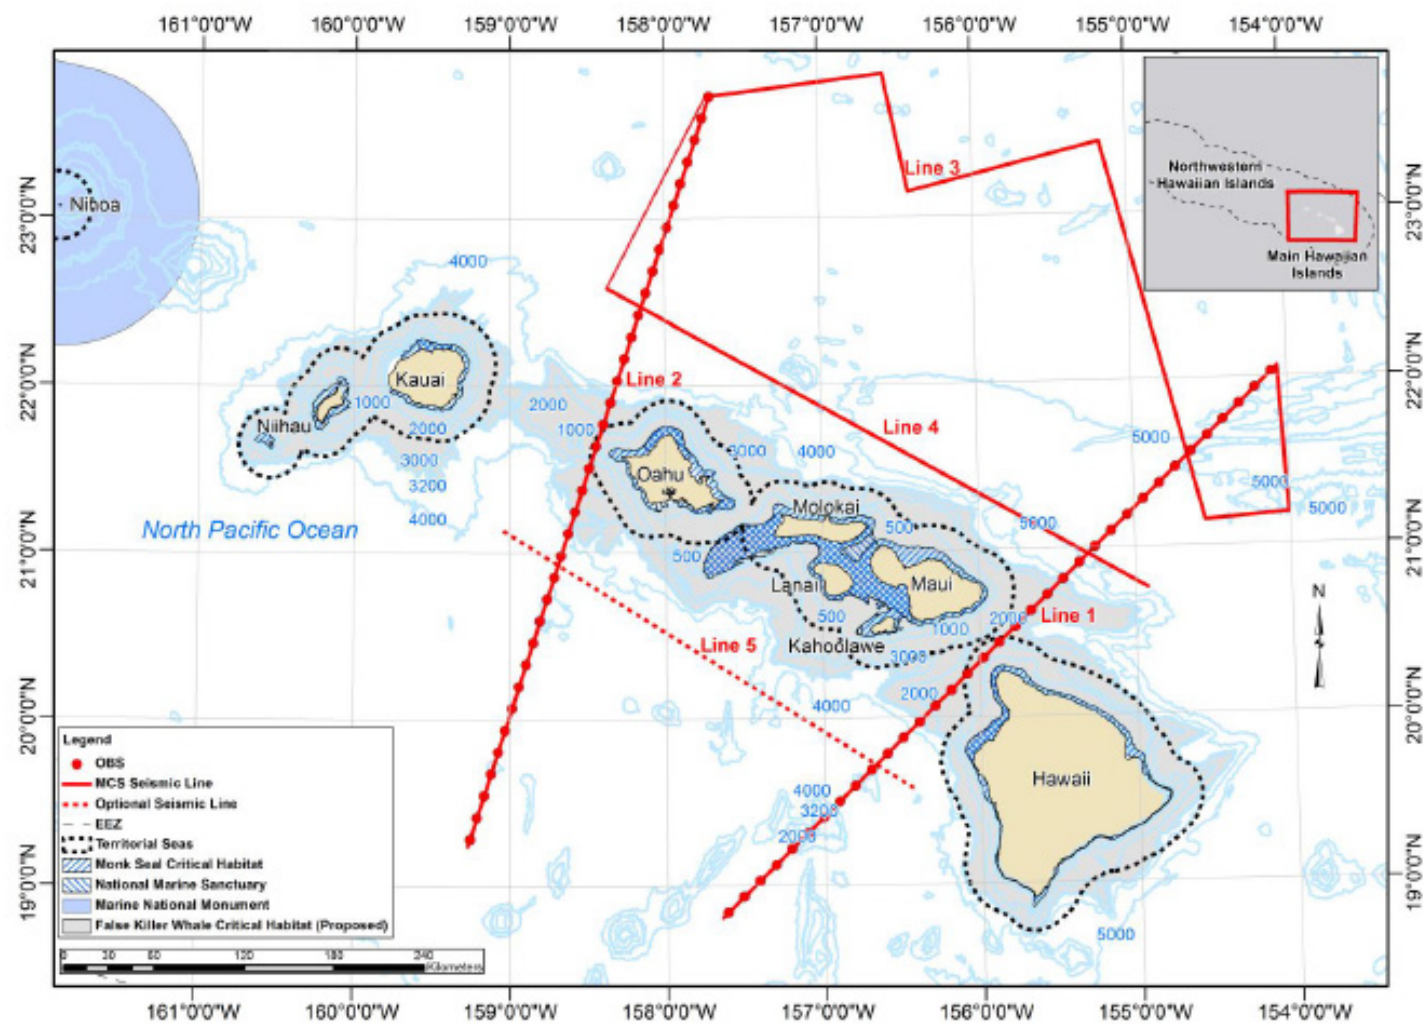 161°0'0"W 160°0'0"W 159°0'0"W 158°0'0"W 157°0'0"W 156°0'0"W 155°0'0"W 154°0'0"W
Northwestern
Hawaiian Islands
Main Hawaiian
Islands
Line 3
23°0'0"N
Nihoa
23°0'0"N
4000
22°0'0"N
Kauai
Line 2
22°0'0"N
1000
2000
Niihau
2000
1000
Line 4
5000
3000
3000
4000
3200
Oahu
5000
4000
Molokai
5000
North Pacific Ocean
500
5000
21°0'0"N
500
21°0'0"N
Lanai
Maui
500
1000
2000
Line 1
N
Line 5
Kahoolawe
3000
2000
4000
20°0'0"N
20°0'0"N
Hawaii
4000
3200
2000
19°0'0"N
19°0'0"N
5000
Legend
OBS
MCS Seismic Line
Optional Seismic Line
EEZ
Territorial Seas
Monk Seal Critical Habitat
National Marine Sanctuary
Marine National Monument
False Killer Whale Critical Habitat (Proposed)
0 30 60 120 180 240
Kilometers
161°0'0"W 160°0'0"W 159°0'0"W 158°0'0"W 157°0'0"W 156°0'0"W 155°0'0"W 154°0'0"W